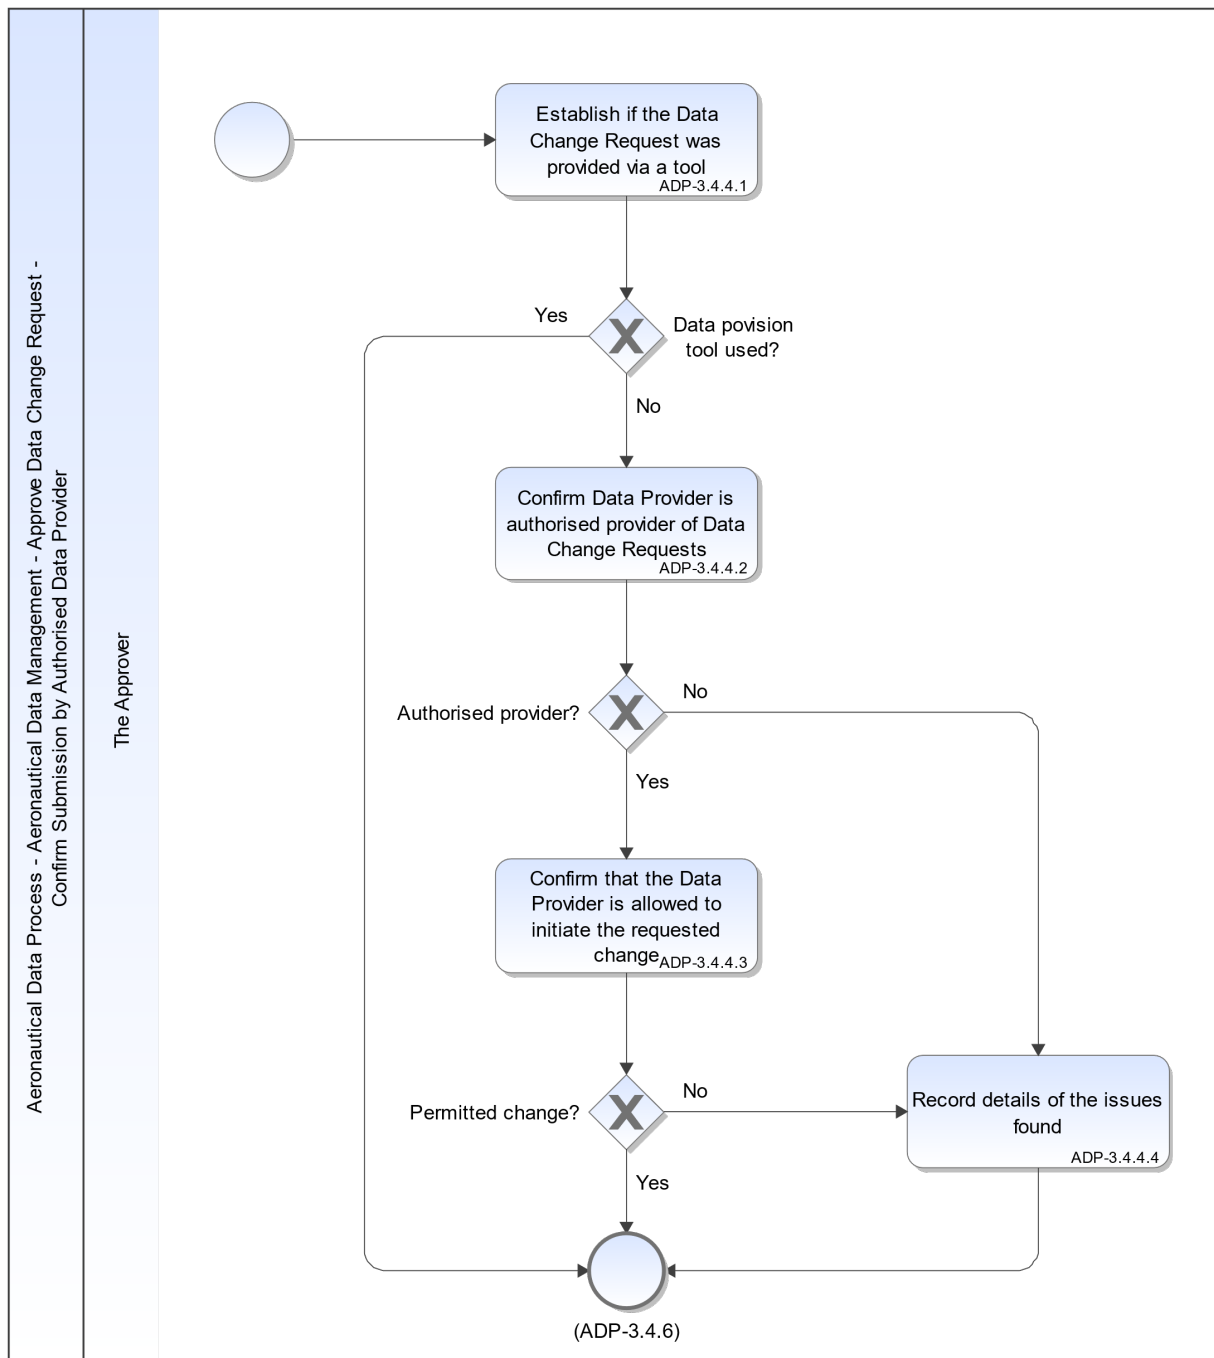 Aeronautical Data Process - Aeronautical Data Management - Approve Data Change Request -
Confirm Submission by Authorised Data Provider
The Approver
Establish if the Data
Change Request was
provided via a tool
ADP-3.4.4.1
Yes
Data povision
tool used?
No
Confirm Data Provider is
authorised provider of Data
Change Requests
ADP-3.4.4.2
Authorised provider?
No
Yes
Confirm that the Data
Provider is allowed to
initiate the requested
change
ADP-3.4.4.3
Permitted change?
No
Record details of the issues
found
ADP-3.4.4.4
Yes
(ADP-3.4.6)